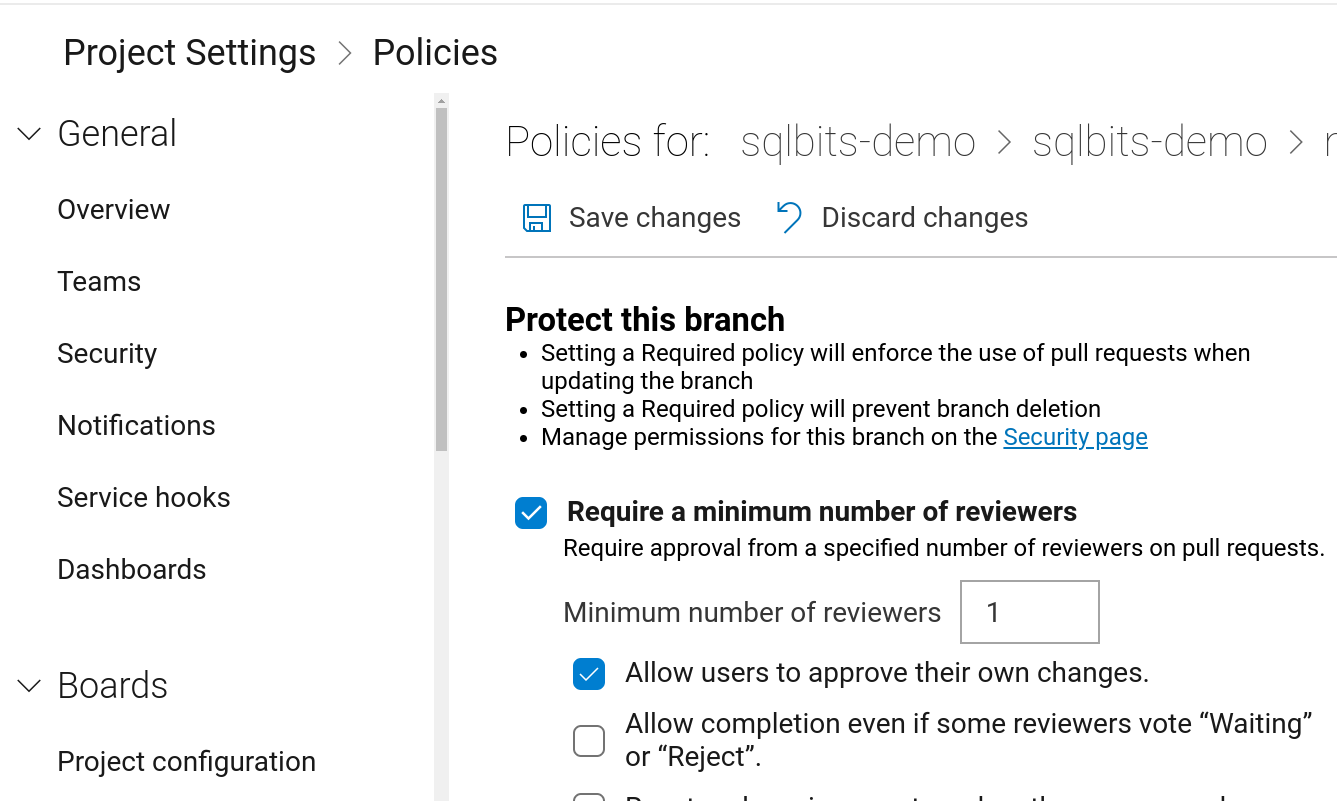 Project Settings > Policies
General
Overview
Teams
Security
Notifications
Service hooks
Dashboards
Boards
Project configuration
Policies for: sqlbits-demo > sqlbits-demo >
Save changes Discard changes
Protect this branch
• Setting a Required policy will enforce the use of pull requests when
updating the branch
• Setting a Required policy will prevent branch deletion
• Manage permissions for this branch on the Security page
Require a minimum number of reviewers
Require approval from a specified number of reviewers on pull requests.
Minimum number of reviewers 1
Allow users to approve their own changes.
Allow completion even if some reviewers vote “Waiting”
or “Reject”.